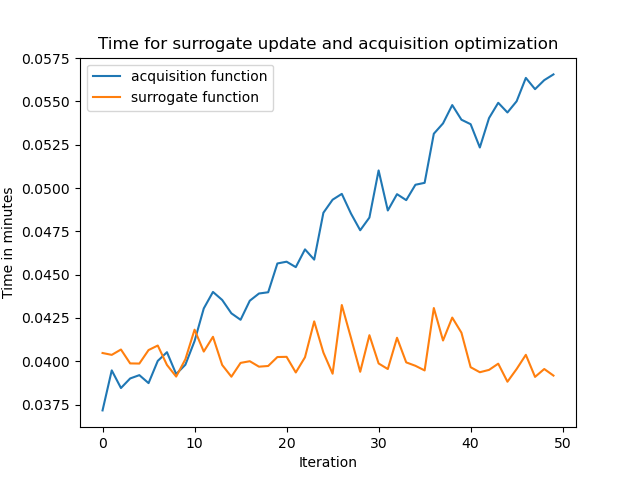 Time for surrogate update and acquisition optimization
acquisition function
surrogate function
Time in minutes
0.0575
0.0550
0.0525
0.0500
0.0475
0.0450
0.0425
0.0400
0.0375
0 10 20 30 40 50
Iteration